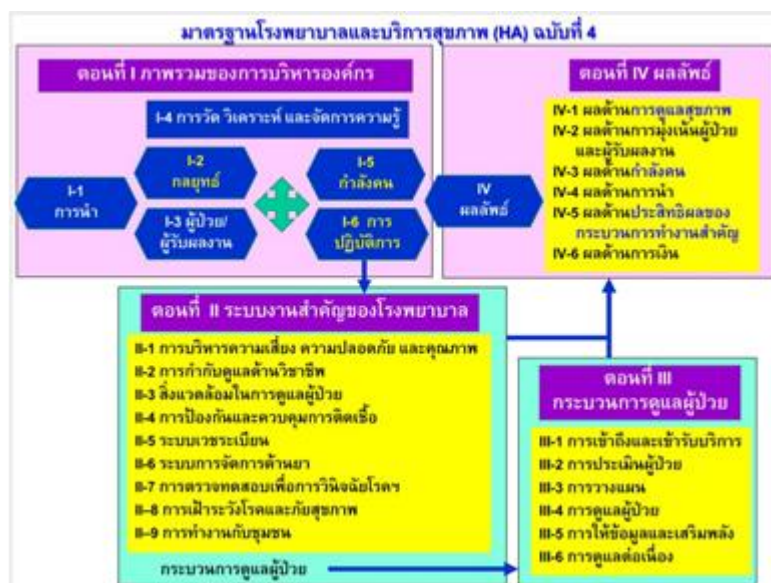 มาตรฐานโรงพยาบาลและบริการสุขภาพ (HA) ฉบับที่ 4
ตอนที่ I ภาพรวมของการบริหารองค์กร
I-4 การวัด วิเคราะห์ และจัดการความรู้
I-1
การนำ
I-2
กลยุทธ์
I-3 ผู้ป่วย/
ผู้รับผลงาน
I-5
กำลังคน
I-6 การ
ปฏิบัติการ
IV
ผลลัพธ์
ตอนที่ IV ผลลัพธ์
IV-1 ผลด้านการดูแลสุขภาพ
IV-2 ผลด้านการมุ่งเน้นผู้ป่วย
และผู้รับผลงาน
IV-3 ผลด้านกำลังคน
IV-4 ผลด้านการนำ
IV-5 ผลด้านประสิทธิผลของ
กระบวนการทำงานสำคัญ
IV-6 ผลด้านการเงิน
ตอนที่ II ระบบงานสำคัญของโรงพยาบาล
II-1 การบริหารความเสี่ยง ความปลอดภัย และคุณภาพ
II-2 การกำกับดูแลด้านวิชาชีพ
II-3 สิ่งแวดล้อมในการดูแลผู้ป่วย
II-4 การป้องกันและควบคุมการติดเชื้อ
II-5 ระบบเวชระเบียน
II-6 ระบบการจัดการด้านยา
II-7 การตรวจทดสอบเพื่อการวินิจฉัยโรคฯ
II-8 การเฝ้าระวังโรคและภัยสุขภาพ
II-9 การทำงานกับชุมชน
กระบวนการดูแลผู้ป่วย
ตอนที่ III
กระบวนการดูแลผู้ป่วย
III-1 การเข้าถึงและเข้ารับบริการ
III-2 การประเมินผู้ป่วย
III-3 การวางแผน
III-4 การดูแลผู้ป่วย
III-5 การให้ข้อมูลและเสริมพลัง
III-6 การดูแลต่อเนื่อง